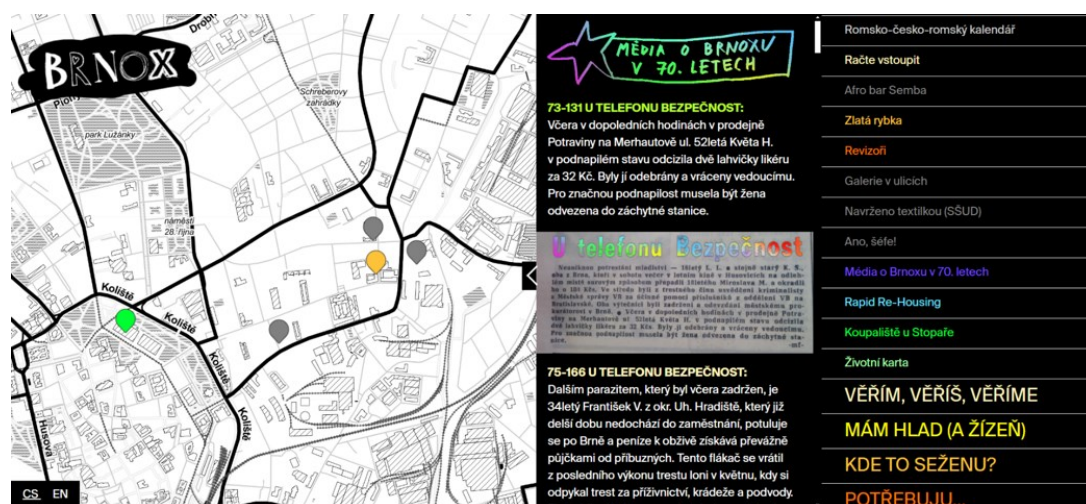 BRNOX
Drobné
Pionýrs
Schreberovy
zahrádky
park Lužánky
náměstí
28. října
Koliště
Koliště
Koliště
Koliště
Husova
CS EN
MÉDIA O BRNOXU
V 70. LETECH
73-131 U TELEFONU BEZPEČNOST:
Včera v dopoledních hodinách v prodejně
Potraviny na Merhautově ul. 52letá Květa H.
v podnapilém stavu odcizila dvě lahvičky likéru
za 32 Kč. Byly jí odebrány a vráceny vedoucímu.
Pro značnou podnapilost musela být žena
odvezena do záchytné stanice.
U telefonu Bezpečnost
75-166 U TELEFONU BEZPEČNOST:
Dalším parazitem, který byl včera zadržen, je
34letý František V. z okr. Uh. Hradiště, který již
delší dobu nedochází do zaměstnání, potuluje
se po Brně a peníze k obživě získává převážně
půjčkami od příbuzných. Tento flákač se vrátil
z posledního výkonu trestu loni v květnu, kdy si
odpykal trest za příživnictví, krádeže a podvody.
Romsko-česko-romský kalendář
Račte vstoupit
Afro bar Semba
Zlatá rybka
Revizoři
Galerie v ulicích
Navrženo textilkou (SŠUD)
Ano, šéfe!
Média o Brnoxu v 70. letech
Rapid Re-Housing
Koupaliště u Stopaře
Životní karta
VĚŘÍM, VĚŘÍŠ, VĚŘÍME
MÁM HLAD (A ŽÍZEŇ)
KDE TO SEŽENU?
POTŘEBUJU...